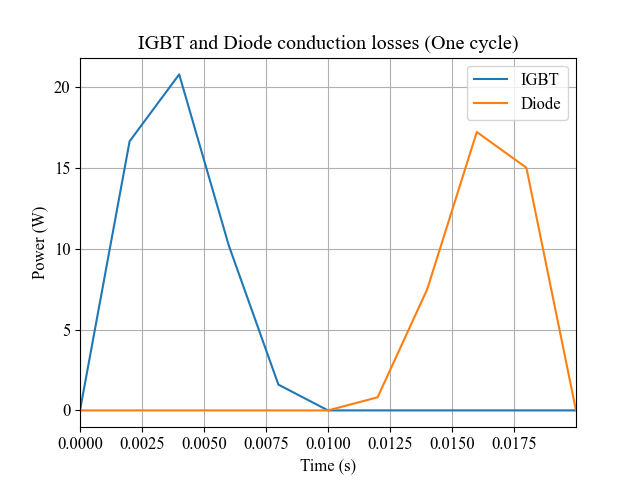 IGBT and Diode conduction losses (One cycle)
IGBT
Diode
Power (W)
20
15
10
5
0
0.0000 0.0025 0.0050 0.0075 0.0100 0.0125 0.0150 0.0175
Time (s)